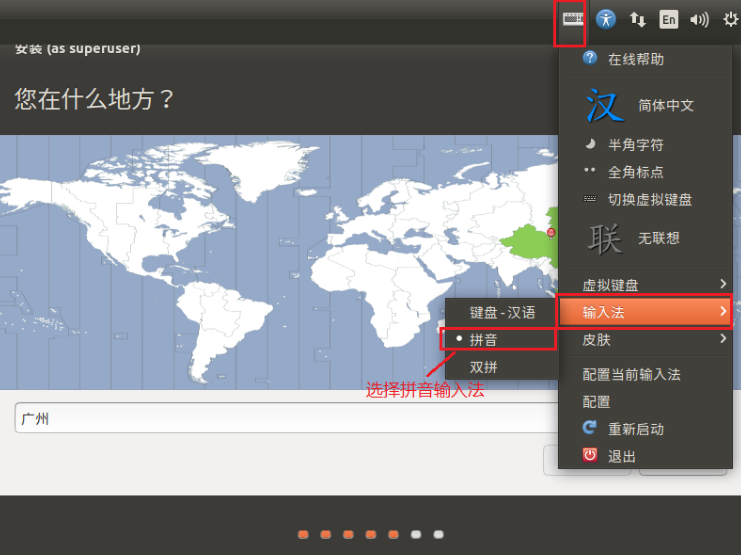 En
安装 (as superuser)
您在什么地方？
在线帮助
汉 简体中文
半角字符
全角标点
切换虚拟键盘
联 无联想
虚拟键盘
输入法
皮肤
配置当前输入法
配置
重新启动
退出
键盘 - 汉语
拼音
双拼
选择拼音输入法
广州